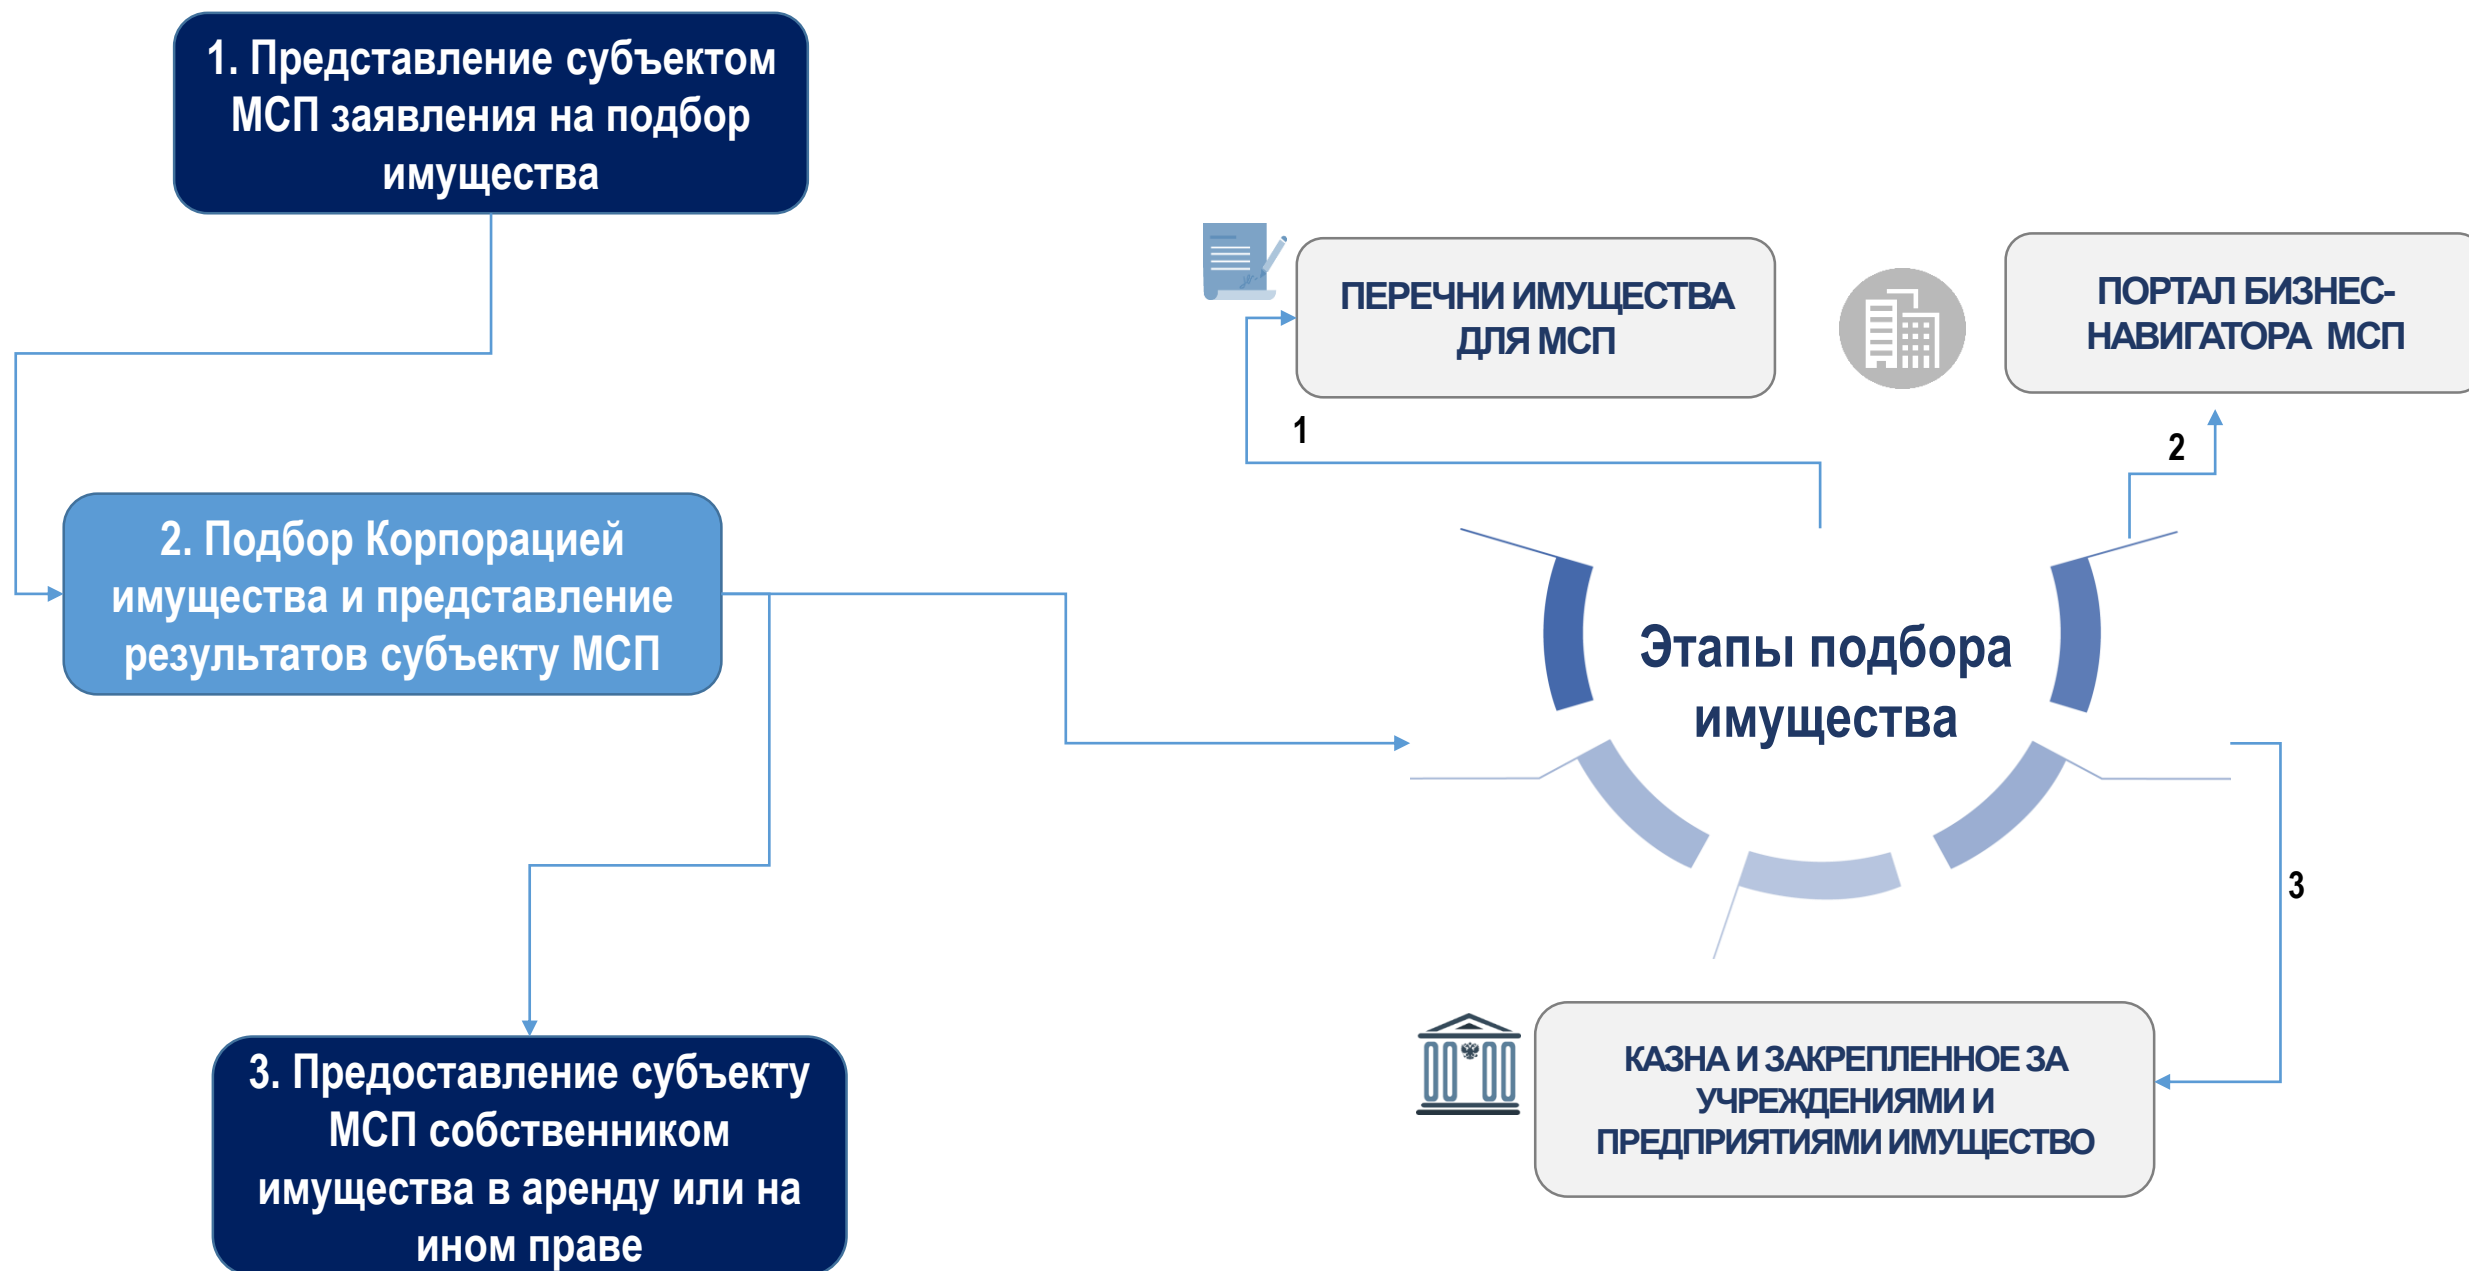 1. Представление субъектом
МСП заявления на подбор
имущества
ПЕРЕЧНИ ИМУЩЕСТВА
ДЛЯ МСП
ПОРТАЛ БИЗНЕС-
НАВИГАТОРА МСП
1
2
2. Подбор Корпорацией
имущества и представление
результатов субъекту МСП
Этапы подбора
имущества
3
3. Предоставление субъекту
МСП собственником
имущества в аренду или на
ином праве
КАЗНА И ЗАКРЕПЛЕННОЕ ЗА
УЧРЕЖДЕНИЯМИ И
ПРЕДПРИЯТИЯМИ ИМУЩЕСТВО